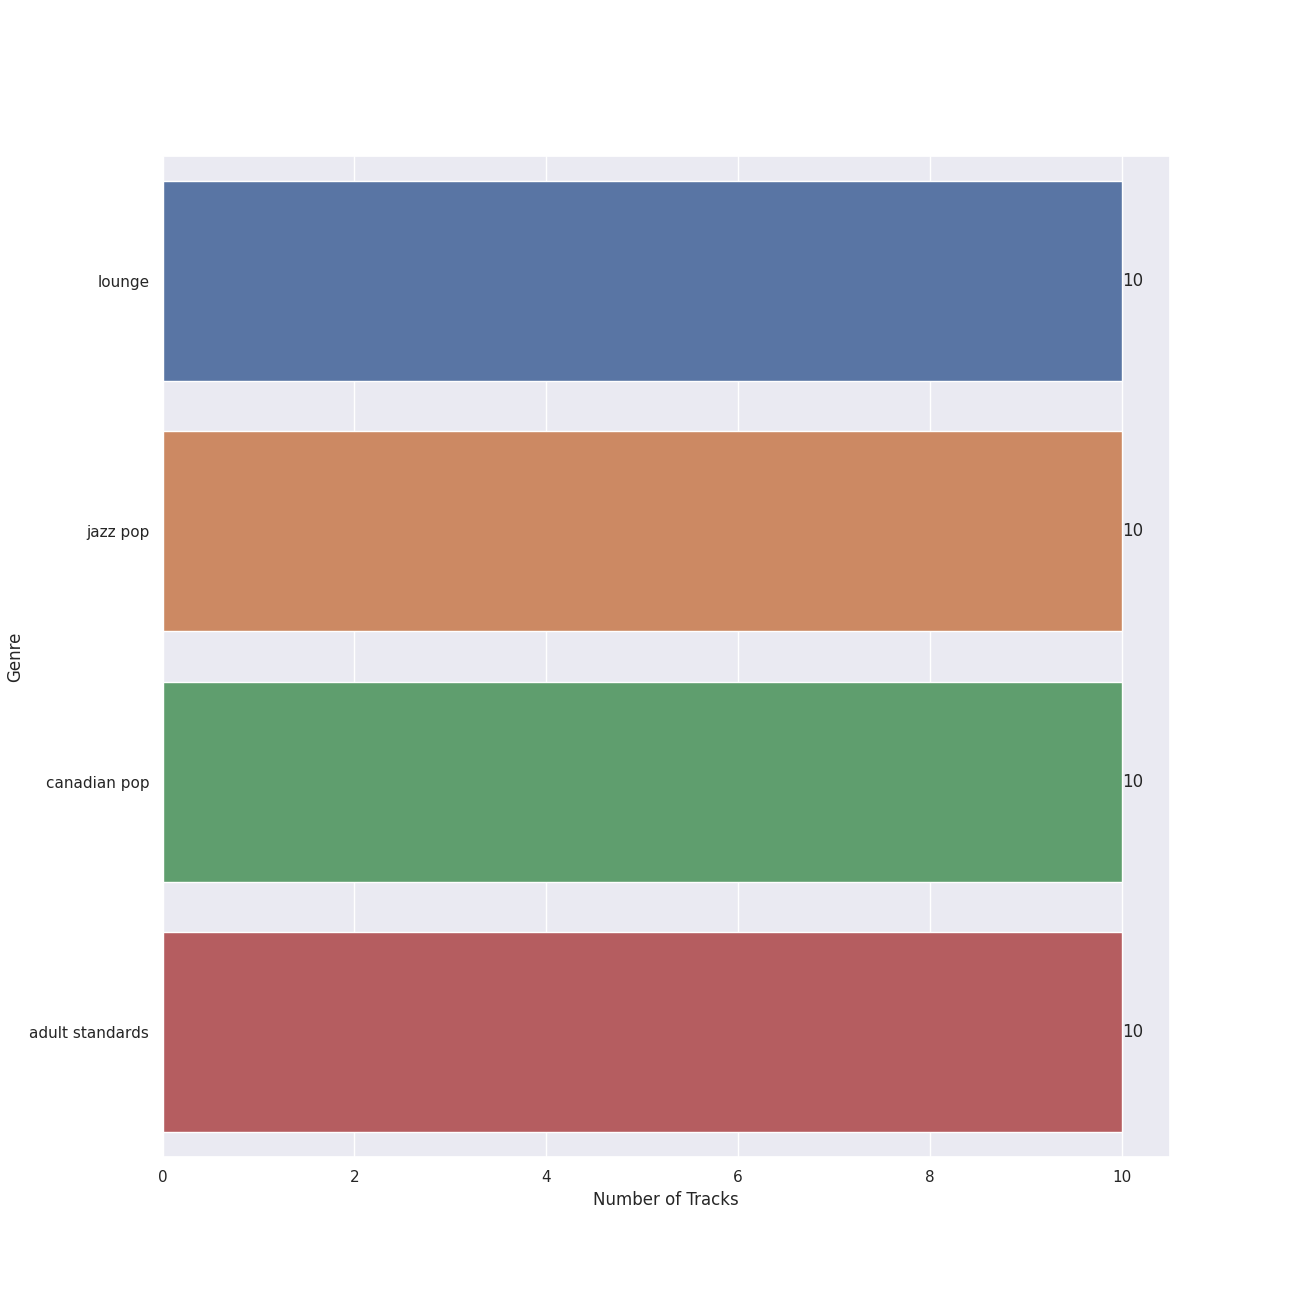 lounge
10
jazz pop
10
Genre
canadian pop
10
adult standards
10
0 2 4 6 8 10
Number of Tracks